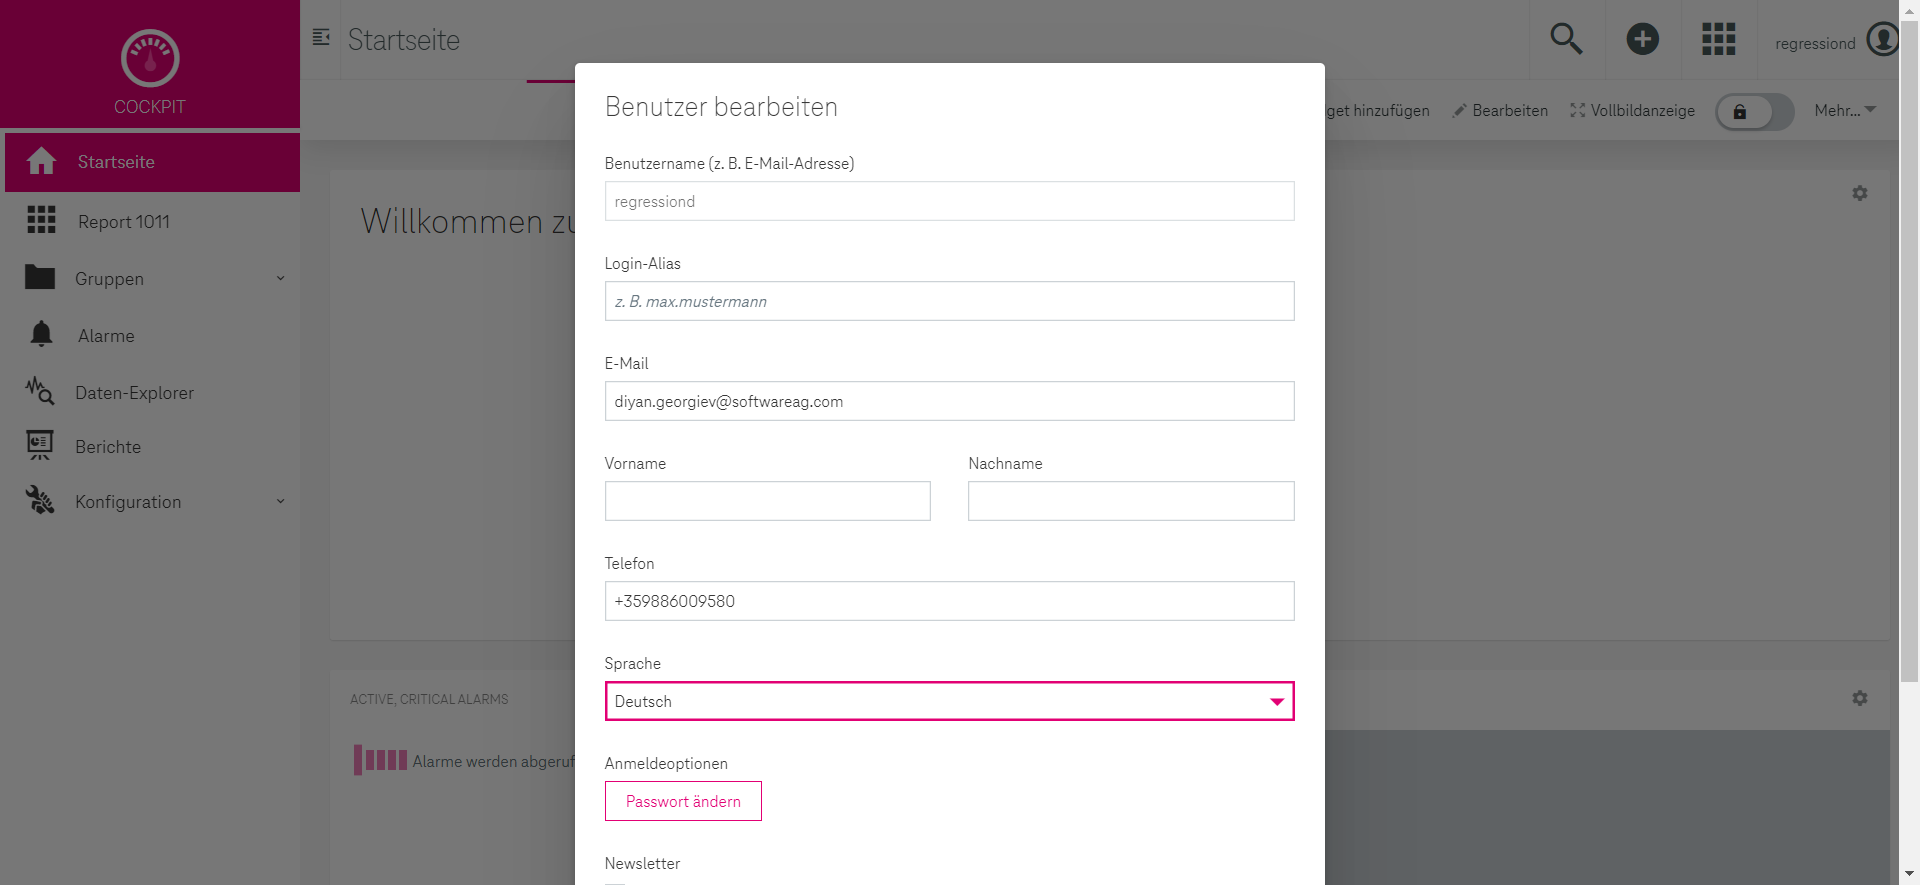 COCKPIT
Startseite
Report 1011
Gruppen
Alarme
Daten-Explorer
Berichte
Konfiguration
Startseite
regressiond
get hinzufügen
Bearbeiten
Vollbildanzeige
Mehr...
Willkommen zu
ACTIVE, CRITICAL ALARMS
Alarme werden abgeruf
Benutzer bearbeiten
Benutzername (z. B. E-Mail-Adresse)
regressiond
Login-Alias
z. B. max.mustermann
E-Mail
diyan.georgiev@softwareag.com
Vorname
Nachname
Telefon
+359886009580
Sprache
Deutsch
Anmeldeoptionen
Passwort ändern
Newsletter